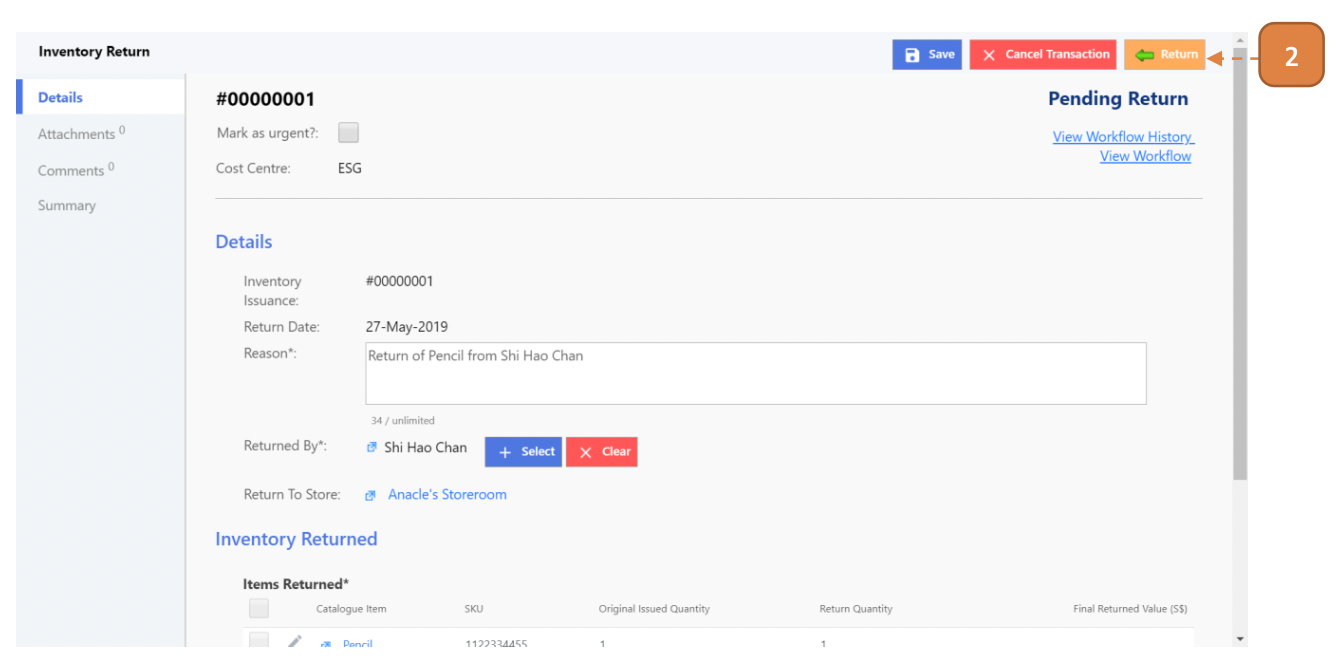 Inventory Return
Save
Cancel Transaction
Return
2
Details
Attachments 0
Comments 0
Summary
#00000001
Pending Return
Mark as urgent?:
View Workflow History
View Workflow
Cost Centre: ESG
Details
Inventory Issuance: #00000001
Return Date: 27-May-2019
Reason*: Return of Pencil from Shi Hao Chan
34 / unlimited
Returned By*: Shi Hao Chan + Select Clear
Return To Store: Anacle's Storeroom
Inventory Returned
Items Returned*
Catalogue Item SKU Original Issued Quantity Return Quantity Final Returned Value (S$)
Pencil 1122334455 1 1